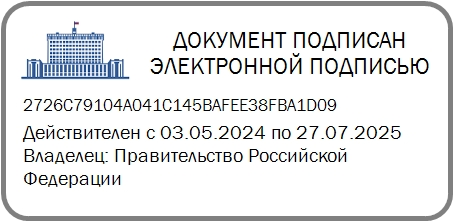 ДОКУМЕНТ ПОДПИСАН
ЭЛЕКТРОННОЙ ПОДПИСЬЮ
2726C79104A041C145BAFEE38FBA1D09
Действителен с 03.05.2024 по 27.07.2025
Владелец: Правительство Российской
Федерации